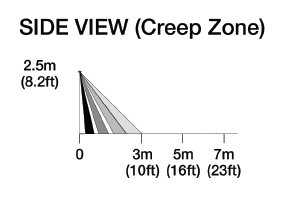 SIDE VIEW (Creep Zone)
2.5m
(8.2ft)
0 3m 5m 7m
(10ft) (16ft) (23ft)